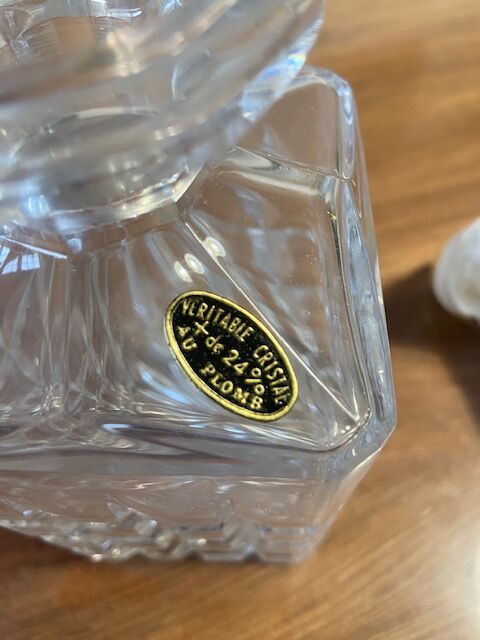 VERITABLE CRISTAL
+ de 24%
AU PLOMB